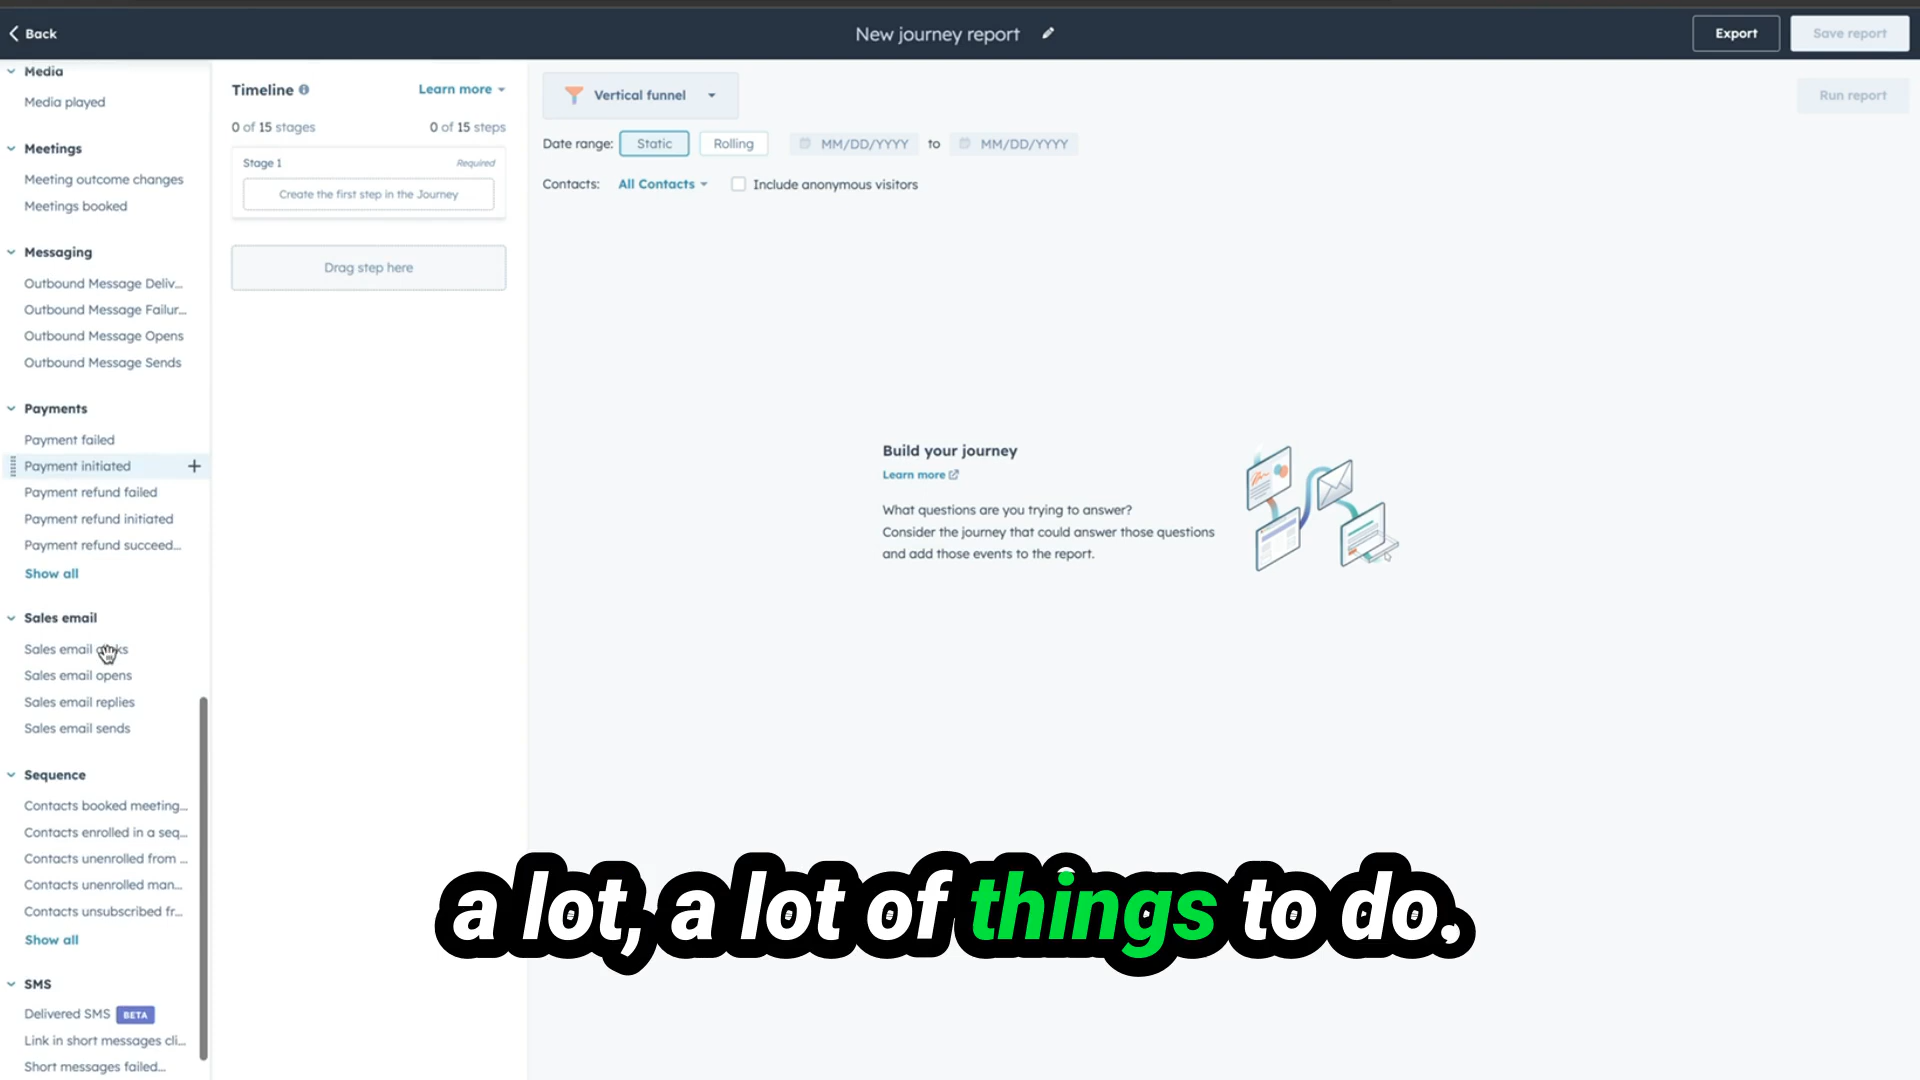 Back
New journey report
Export
Save report
Media
Media played
Meetings
Meeting outcome changes
Meetings booked
Messaging
Outbound Message Deliv...
Outbound Message Failur...
Outbound Message Opens
Outbound Message Sends
Payments
Payment failed
Payment initiated
Payment refund failed
Payment refund initiated
Payment refund succeed...
Show all
Sales email
Sales email
Sales email opens
Sales email replies
Sales email sends
Sequence
Contacts booked meeting...
Contacts enrolled in a seq...
Contacts unenrolled from ...
Contacts unenrolled man...
Contacts unsubscribed fr...
Show all
SMS
Delivered SMS BETA
Link in short messages cli...
Short messages failed...
Timeline
Learn more
0 of 15 stages
0 of 15 steps
Stage 1
Required
Create the first step in the Journey
Drag step here
Vertical funnel
Run report
Date range: Static Rolling MM/DD/YYYY to MM/DD/YYYY
Contacts: All Contacts Include anonymous visitors
Build your journey
Learn more
What questions are you trying to answer?
Consider the journey that could answer those questions
and add those events to the report.
a lot, a lot of things to do.